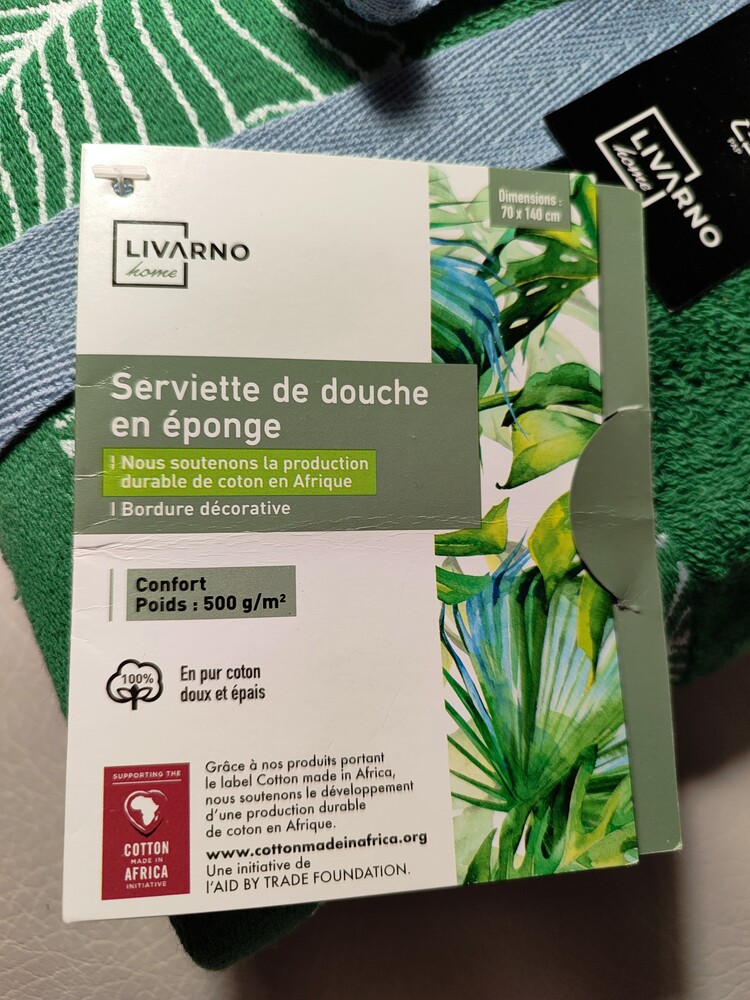 LIVARNO
home
Dimensions :
70 x 140 cm
LIVARNO
home
PAP
Serviette de douche
en éponge
| Nous soutenons la production
durable de coton en Afrique
| Bordure décorative
Confort
Poids : 500 g/m²
100%
En pur coton
doux et épais
SUPPORTING THE
COTTON
MADE IN
AFRICA
INITIATIVE
Grâce à nos produits portant
le label Cotton made in Africa,
nous soutenons le développement
d'une production durable
de coton en Afrique.
www.cottonmadeinafrica.org
Une initiative de
l'AID BY TRADE FOUNDATION.